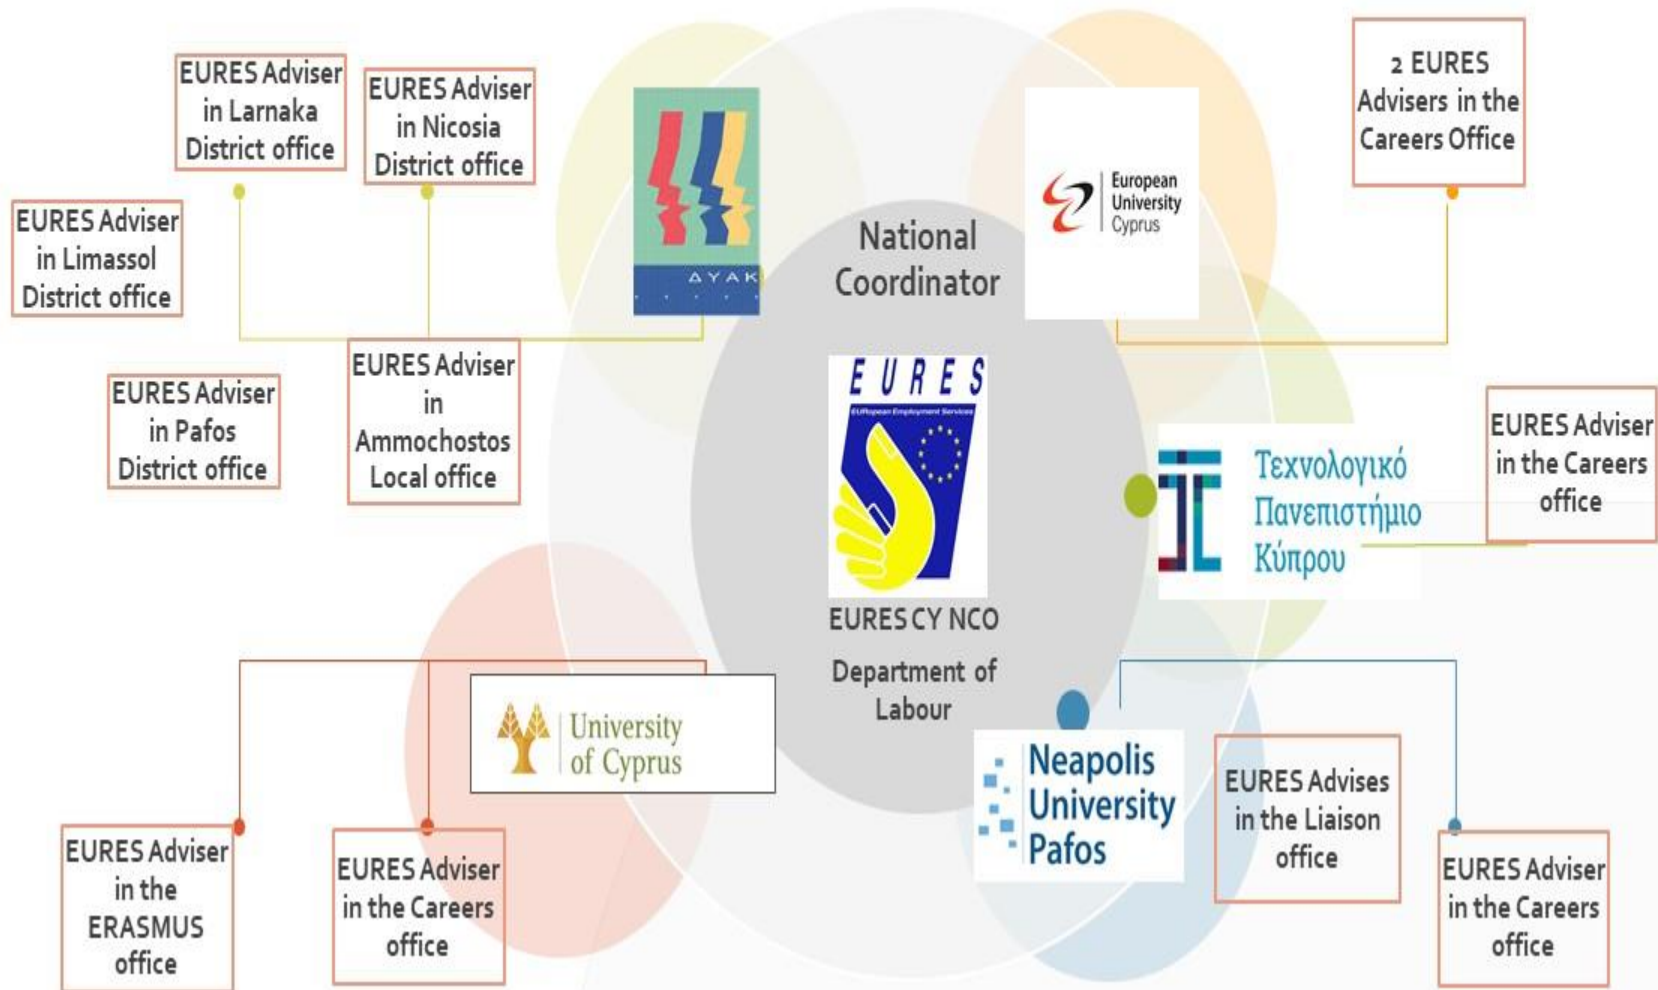 EURES Adviser
in Larnaka
District office
EURES Adviser
in Nicosia
District office
EURES Adviser
in Limassol
District office
EURES Adviser
in Pafos
District office
EURES Adviser
in
Ammochostos
Local office
ΔΥΑΚ
National
Coordinator
EURES
EURopean Employment Services
EURES CY NCO
Department of
Labour
European
University
Cyprus
2 EURES
Advisers in the
Careers Office
Τεχνολογικό
Πανεπιστήμιο
Κύπρου
EURES Adviser
in the Careers
office
University
of Cyprus
EURES Adviser
in the
ERASMUS
office
EURES Adviser
in the Careers
office
Neapolis
University
Pafos
EURES Advises
in the Liaison
office
EURES Adviser
in the Careers
office